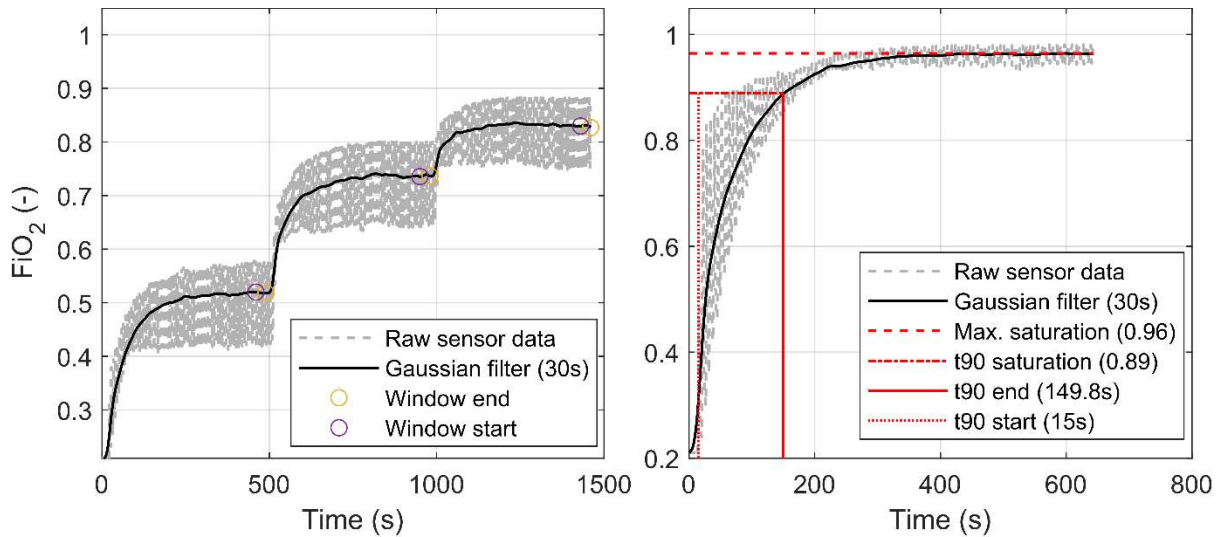 1
0.9
0.8
0.7
0.6
0.5
0.4
0.3
FiO2 (-)
0
500
1000
1500
Time (s)
Raw sensor data
Gaussian filter (30s)
Window end
Window start
1
0.8
0.6
0.4
0.2
0
200
400
600
800
Time (s)
Raw sensor data
Gaussian filter (30s)
Max. saturation (0.96)
t90 saturation (0.89)
t90 end (149.8s)
t90 start (15s)